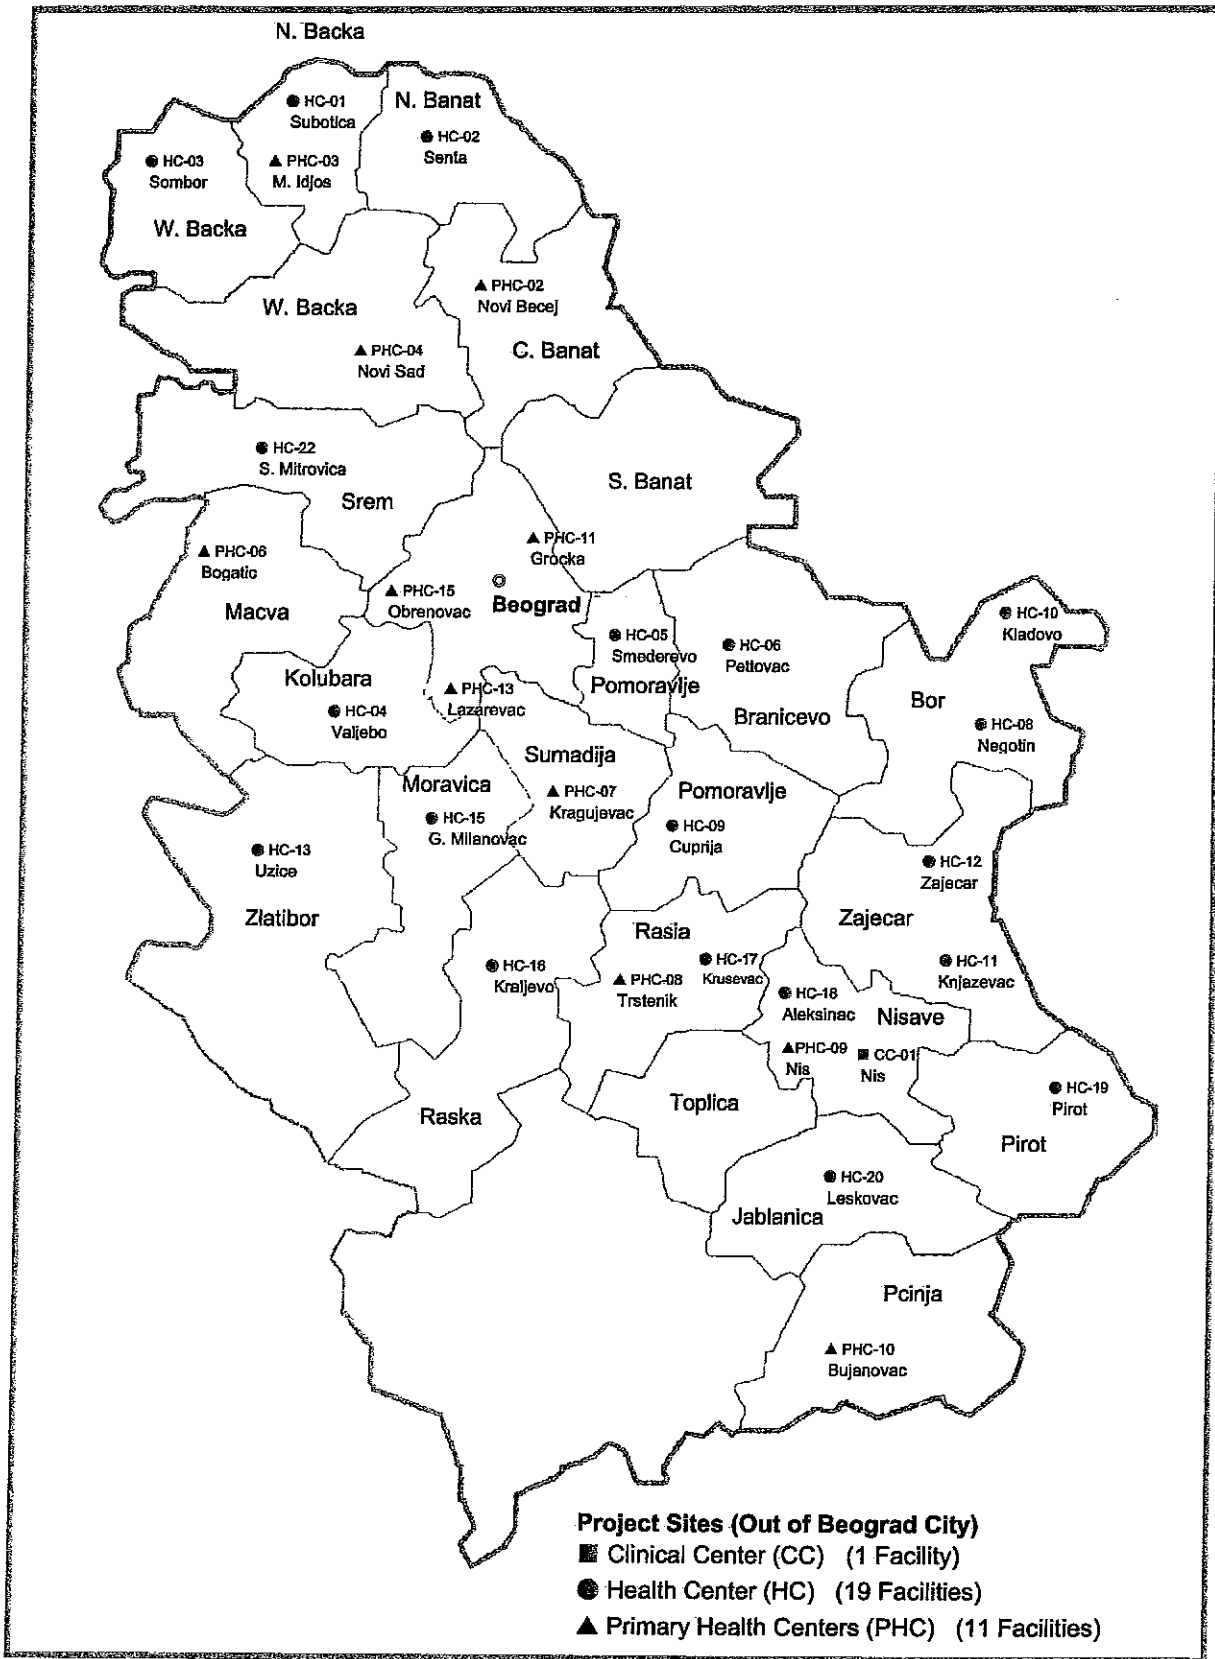 N. Backa
HC-01
Subotica
N. Banat
HC-02
Senta
HC-03
Sombor
PHC-03
M. Idjos
W. Backa
PHC-02
Novi Becej
W. Backa
PHC-04
Novi Sad
C. Banat
HC-22
S. Mitrovica
Srem
S. Banat
PHC-06
Bogatic
PHC-11
Grocka
Macva
PHC-15
Obrenovac
Beograd
HC-05
Smederevo
HC-06
Petlovac
HC-10
Kladovo
Kolubara
PHC-13
Lazarevac
Pomoravlje
HC-04
Valjebo
Branicevo
Bor
HC-08
Negotin
Sumadija
Moravica
PHC-07
Kragujevac
Pomoravlje
HC-15
G. Milanovac
HC-09
Cuprija
HC-13
Uzice
HC-12
Zajecar
Zlatibor
Rasia
Zajecar
HC-16
Kraljevo
PHC-08
Trstenik
HC-17
Krusevac
HC-11
Knjazevac
HC-18
Aleksinac
Nisave
PHC-09
Nis
CC-01
Nis
HC-19
Pirot
Toplica
Raska
Pirot
HC-20
Leskovac
Jablanica
Pcinja
PHC-10
Bujanovac
Project Sites (Out of Beograd City)
Clinical Center (CC) (1 Facility)
Health Center (HC) (19 Facilities)
Primary Health Centers (PHC) (11 Facilities)